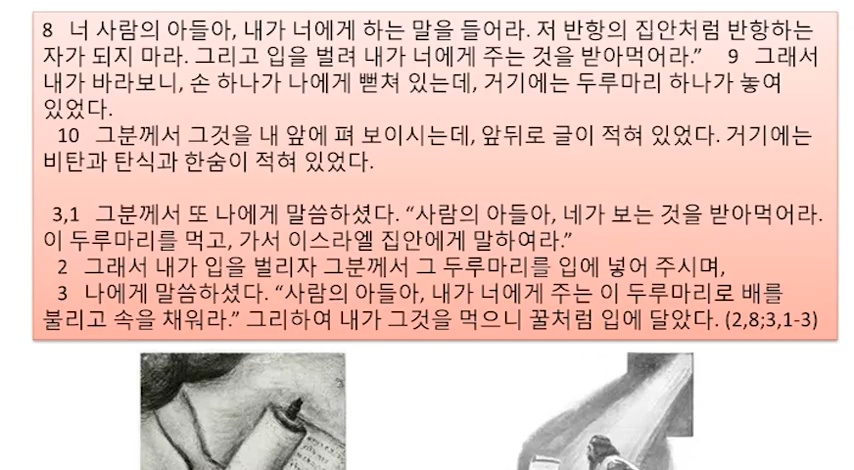 8 너 사람의 아들아, 내가 너에게 하는 말을 들어라. 저 반항의 집안처럼 반항하는
자가 되지 마라. 그리고 입을 벌려 내가 너에게 주는 것을 받아먹어라.” 9 그래서
내가 바라보니, 손 하나가 나에게 뻗쳐 있는데, 거기에는 두루마리 하나가 놓여
있었다.
10 그분께서 그것을 내 앞에 펴 보이시는데, 앞뒤로 글이 적혀 있었다. 거기에는
비탄과 탄식과 한숨이 적혀 있었다.
3,1 그분께서 또 나에게 말씀하셨다. “사람의 아들아, 네가 보는 것을 받아먹어라.
이 두루마리를 먹고, 가서 이스라엘 집안에게 말하여라.”
2 그래서 내가 입을 벌리자 그분께서 그 두루마리를 입에 넣어 주시며,
3 나에게 말씀하셨다. “사람의 아들아, 내가 너에게 주는 이 두루마리로 배를
불리고 속을 채워라.” 그리하여 내가 그것을 먹으니 꿀처럼 입에 달았다. (2,8;3,1-3)